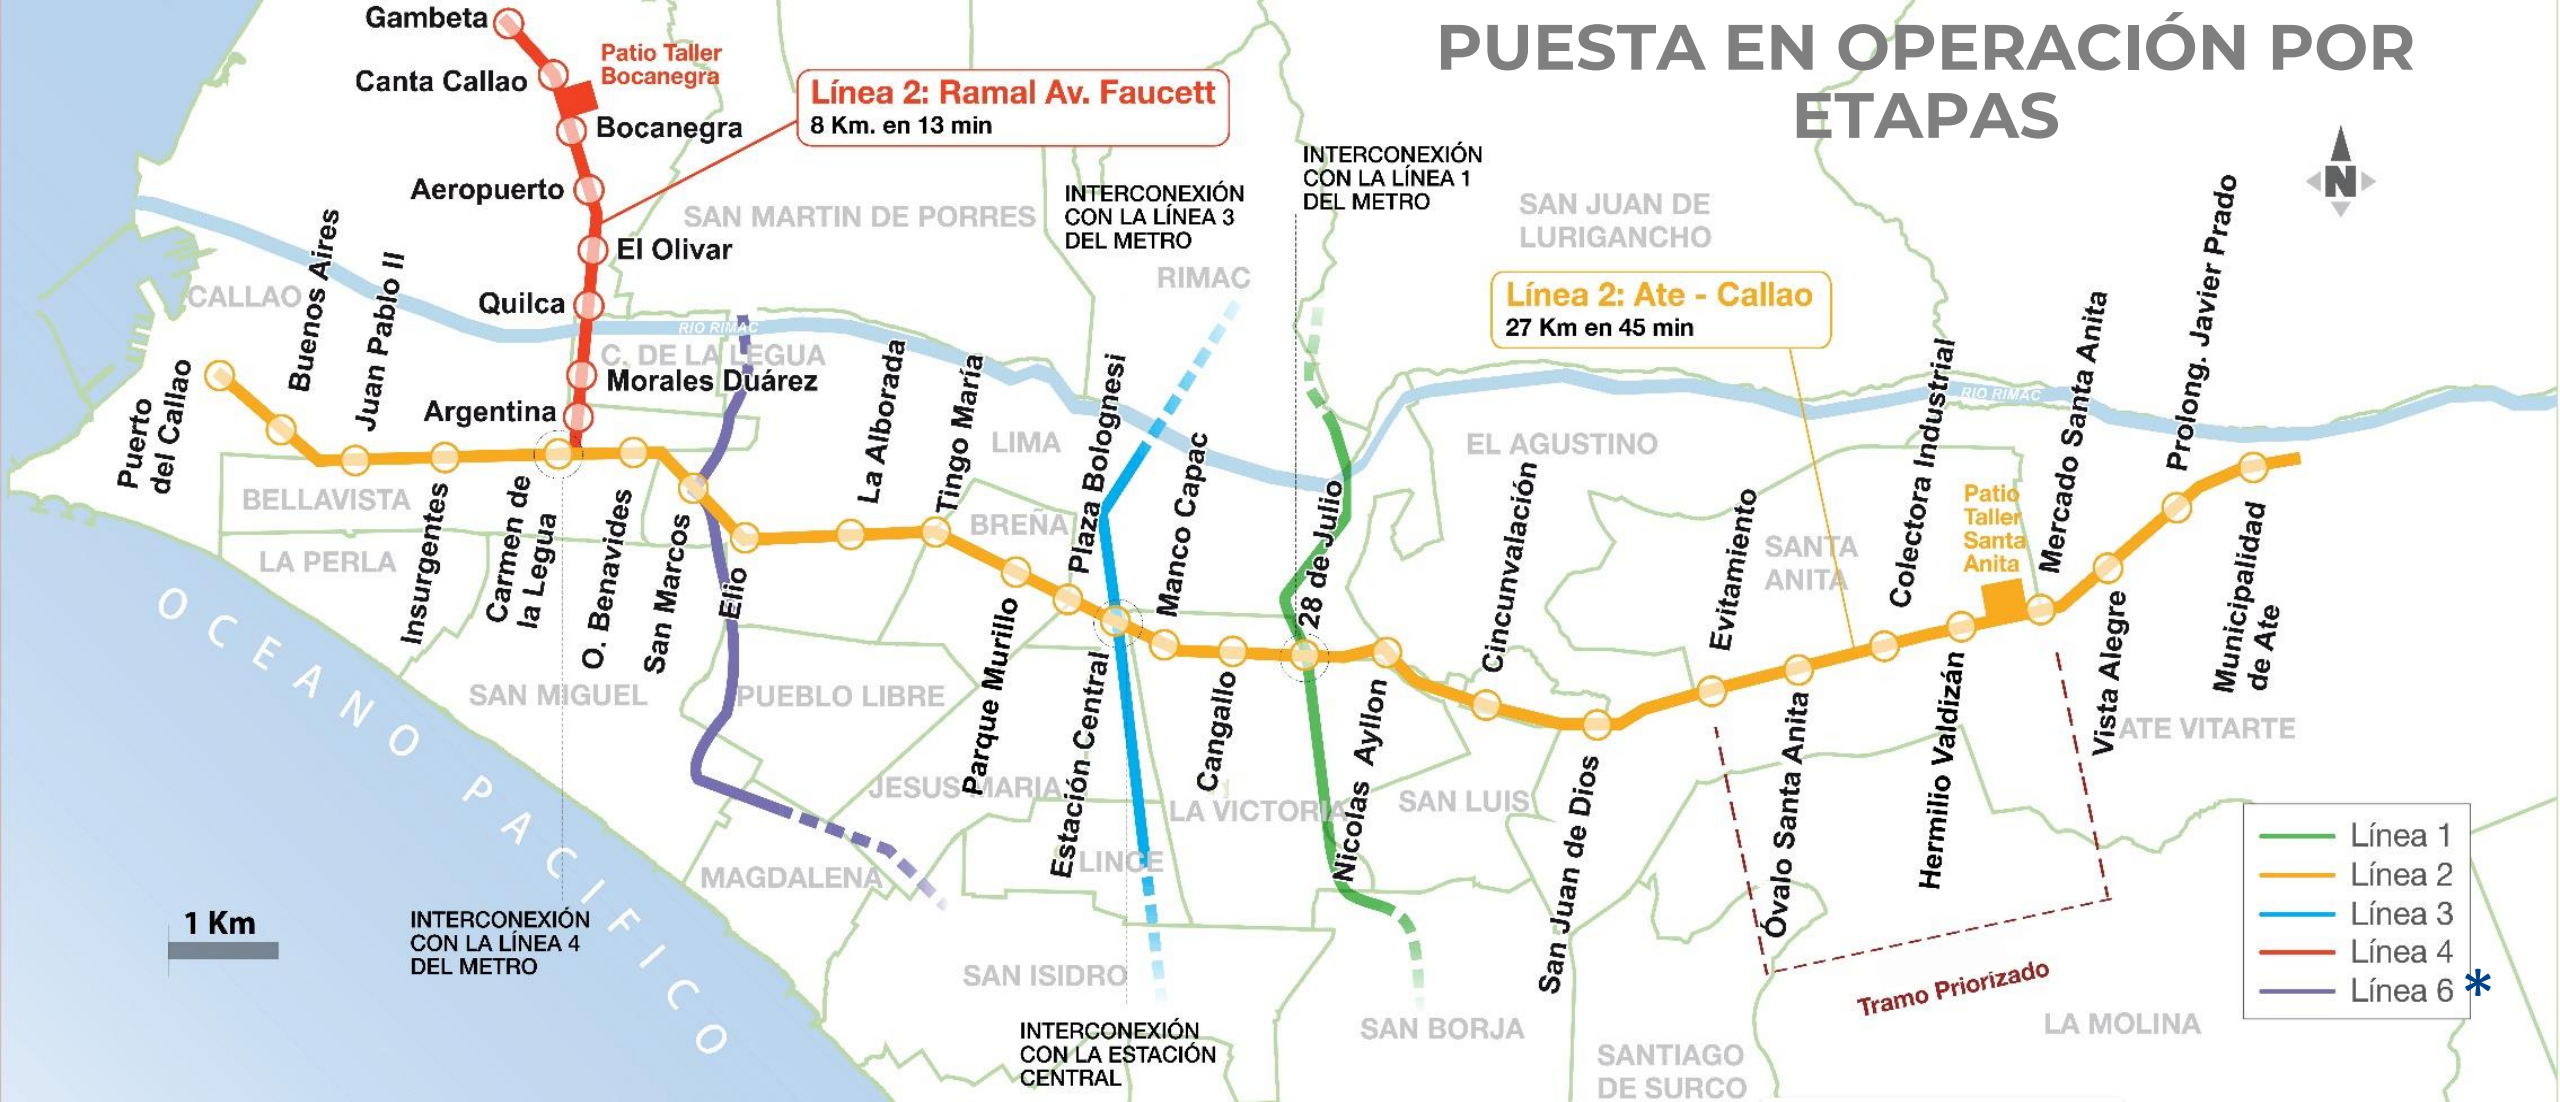 PUESTA EN OPERACIÓN POR
ETAPAS
Gambeta
Canta Callao
Patio Taller
Bocanegra
Bocanegra
Aeropuerto
El Olivar
Quilca
Morales Duárez
Argentina
Línea 2: Ramal Av. Faucett
8 Km. en 13 min
INTERCONEXIÓN
CON LA LÍNEA 3
DEL METRO
INTERCONEXIÓN
CON LA LÍNEA 1
DEL METRO
Línea 2: Ate - Callao
27 Km en 45 min
N
SAN MARTIN DE PORRES
RIMAC
SAN JUAN DE
LURIGANCHO
CALLAO
RIO RIMAC
C. DE LA LEGUA
LIMA
EL AGUSTINO
RIO RIMAC
BELLAVISTA
BREÑA
SANTA
ANITA
LA PERLA
SAN MIGUEL
PUEBLO LIBRE
JESUS MARIA
LA VICTORIA
SAN LUIS
ATE VITARTE
MAGDALENA
LINCE
SAN ISIDRO
SAN BORJA
SANTIAGO
DE SURCO
LA MOLINA
OCEANO PACIFICO
Puerto
del Callao
Buenos Aires
Juan Pablo II
Insurgentes
Carmen de
la Legua
O. Benavides
San Marcos
Elio
La Alborada
Tingo María
Parque Murillo
Plaza Bolognesi
Estación Central
Manco Capac
Cangallo
28 de Julio
Nicolas Ayllon
Cincunvalación
San Juan de Dios
Evitamiento
Óvalo Santa Anita
Colectora Industrial
Hermilio Valdizán
Patio
Taller
Santa
Anita
Mercado Santa Anita
Vista Alegre
Prolong. Javier Prado
Municipalidad
de Ate
Tramo Priorizado
1 Km
INTERCONEXIÓN
CON LA LÍNEA 4
DEL METRO
INTERCONEXIÓN
CON LA ESTACIÓN
CENTRAL
Línea 1
Línea 2
Línea 3
Línea 4
Línea 6 *